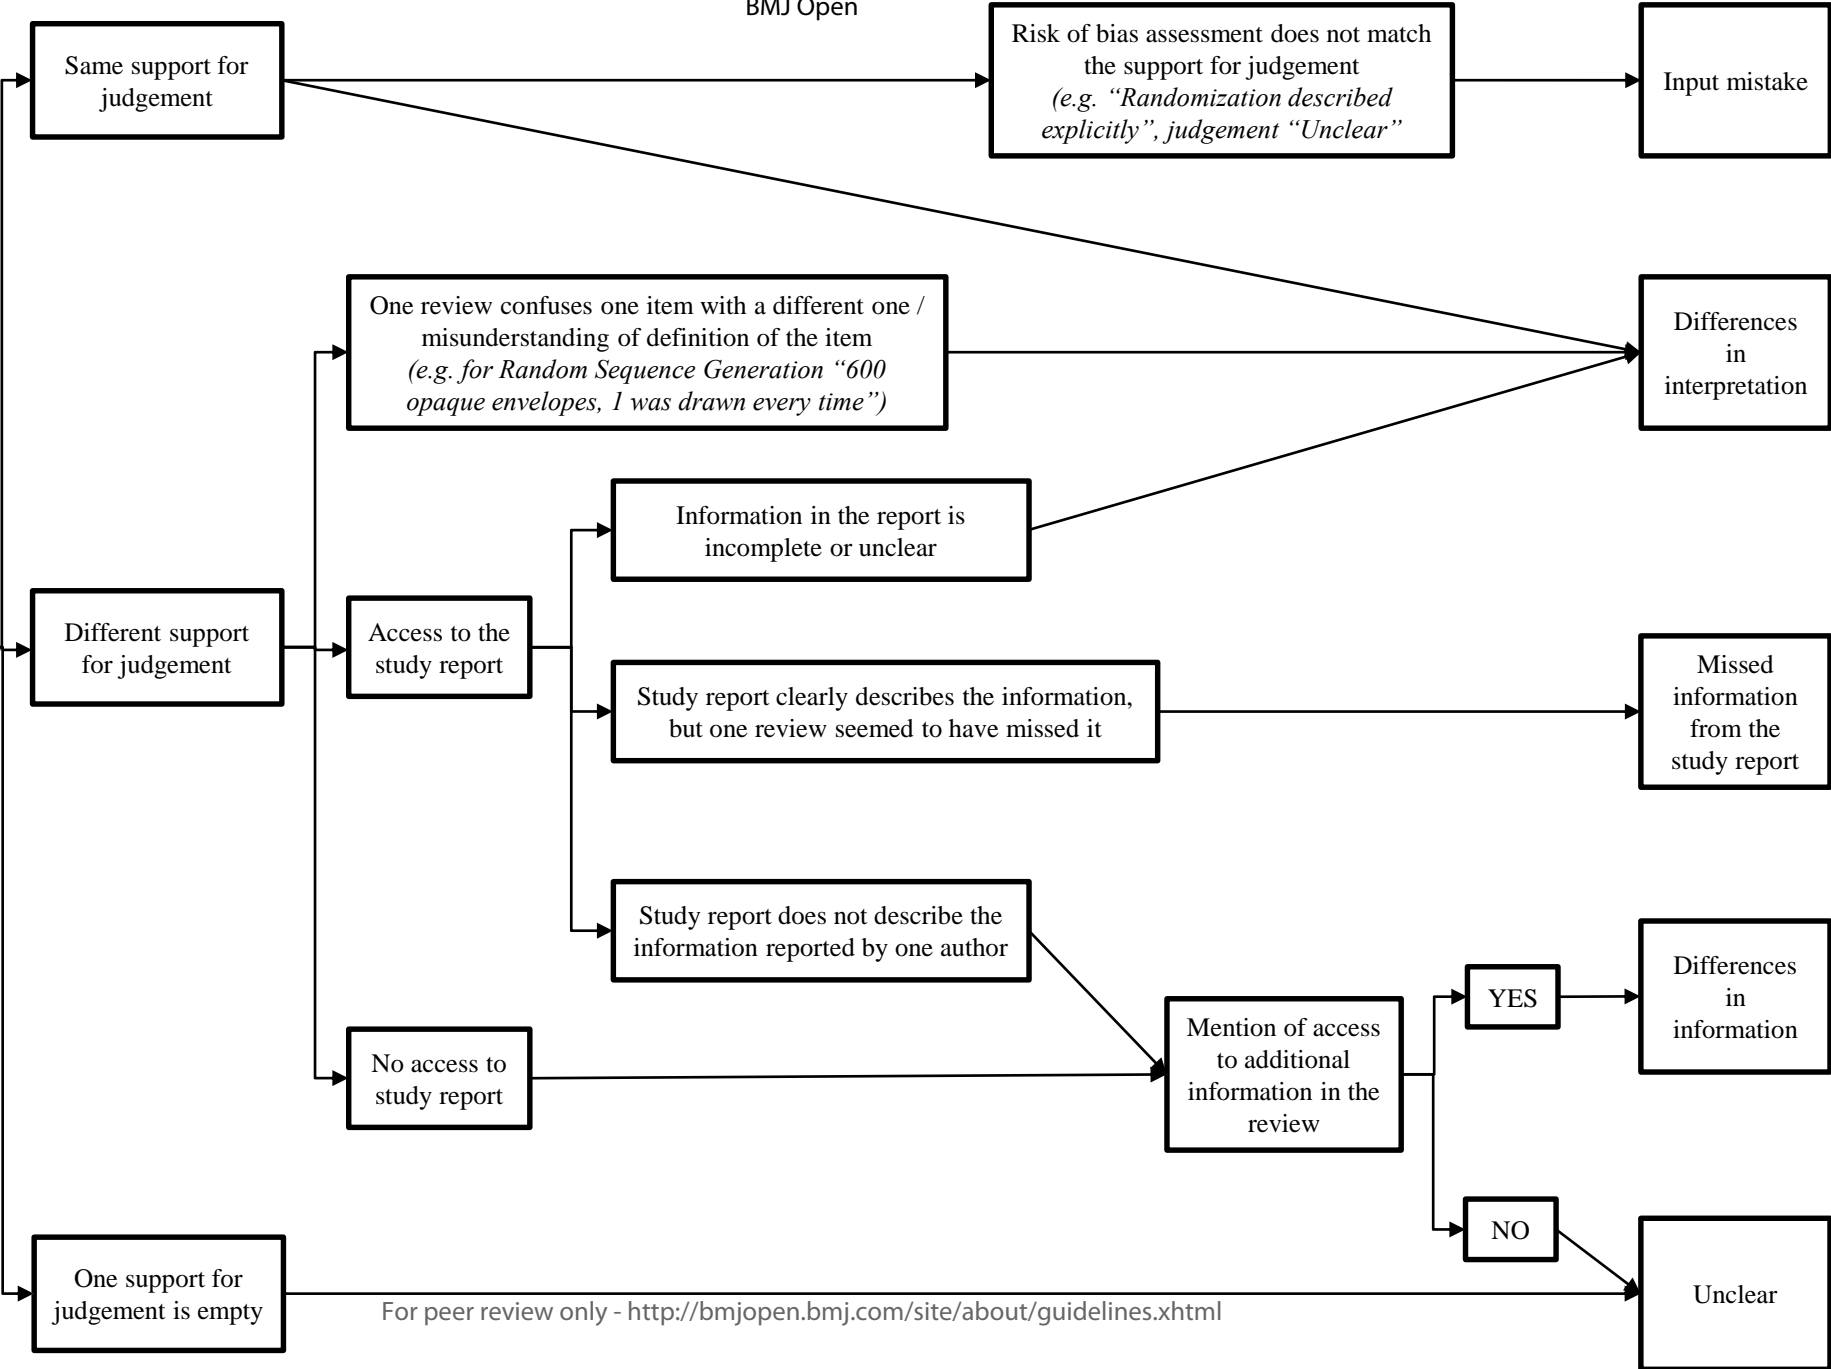 BMJ Open
Same support for
judgement
Risk of bias assessment does not match
the support for judgement
(e.g. “Randomization described
explicitly”, judgement “Unclear”
Input mistake
One review confuses one item with a different one /
misunderstanding of definition of the item
(e.g. for Random Sequence Generation “600
opaque envelopes, 1 was drawn every time”)
Differences
in
interpretation
Information in the report is
incomplete or unclear
Different support
for judgement
Access to the
study report
Study report clearly describes the information,
but one review seemed to have missed it
Missed
information
from the
study report
Study report does not describe the
information reported by one author
No access to
study report
Mention of access
to additional
information in the
review
YES
Differences
in
information
NO
One support for
judgement is empty
Unclear
For peer review only - http://bmjopen.bmj.com/site/about/guidelines.xhtml